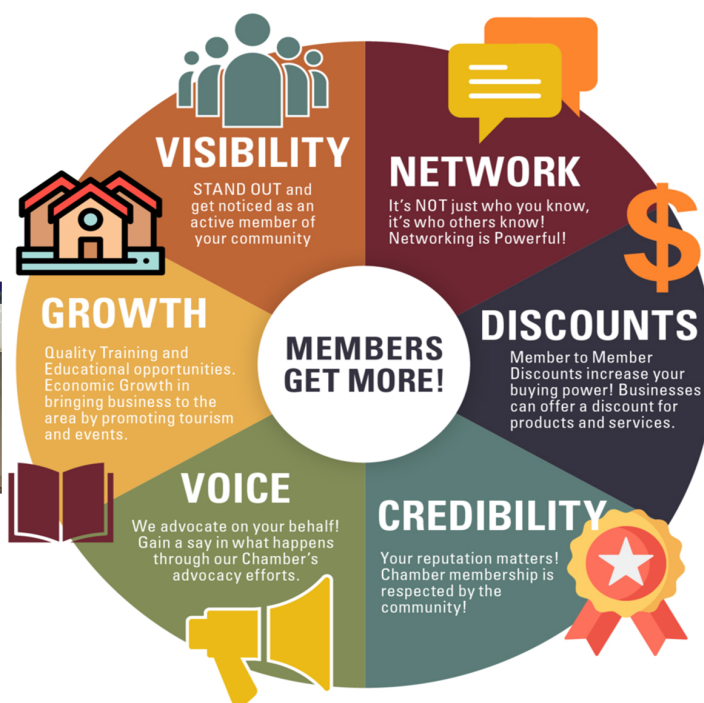 VISIBILITY
STAND OUT and
get noticed as an
active member of
your community
NETWORK
It's NOT just who you know,
it's who others know!
Networking is Powerful!
GROWTH
Quality Training and
Educational opportunities.
Economic Growth in
bringing business to the
area by promoting tourism
and events.
MEMBERS
GET MORE!
DISCOUNTS
Member to Member
Discounts increase your
buying power! Businesses
can offer a discount for
products and services.
VOICE
We advocate on your behalf!
Gain a say in what happens
through our Chamber's
advocacy efforts.
CREDIBILITY
Your reputation matters!
Chamber membership is
respected by the
community!
$